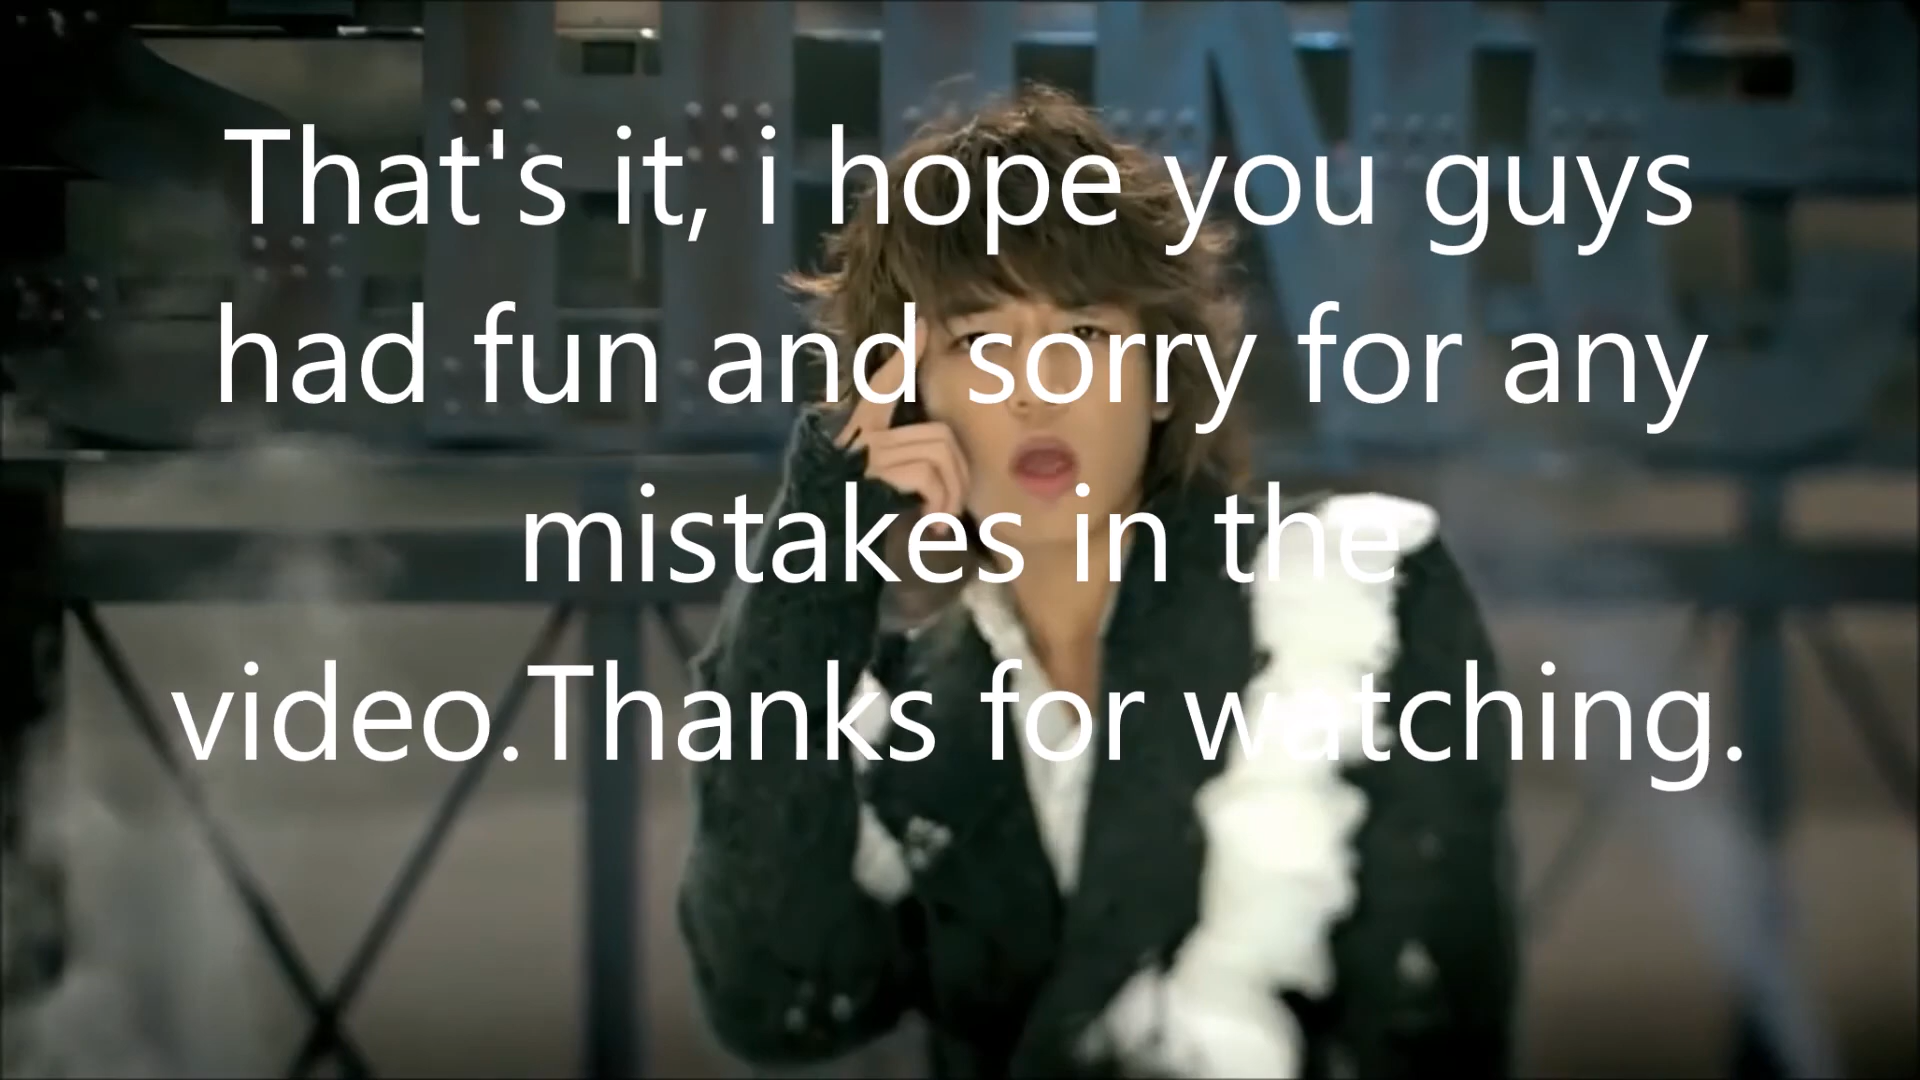 That's it, i hope you guys
had fun and sorry for any
mistakes in the
video.Thanks for watching.